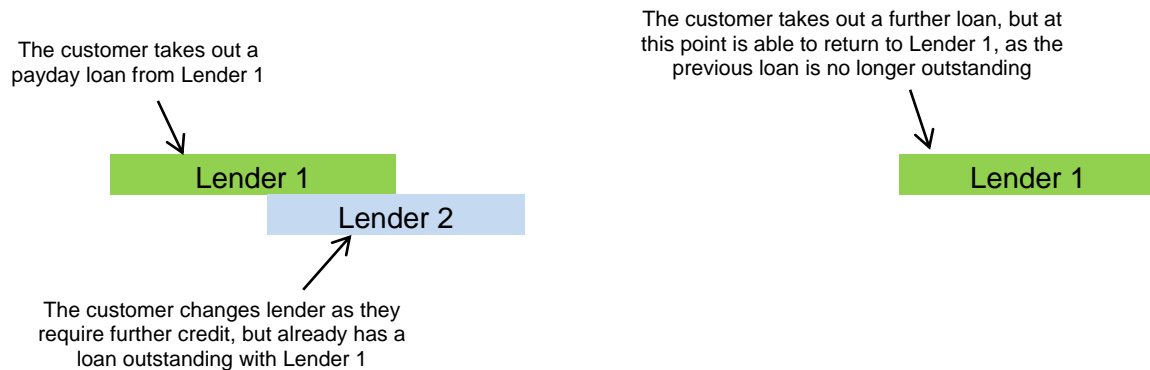 The customer takes out a
payday loan from Lender 1
The customer takes out a further loan, but at
this point is able to return to Lender 1, as the
previous loan is no longer outstanding
Lender 1
Lender 1
Lender 2
The customer changes lender as they
require further credit, but already has a
loan outstanding with Lender 1